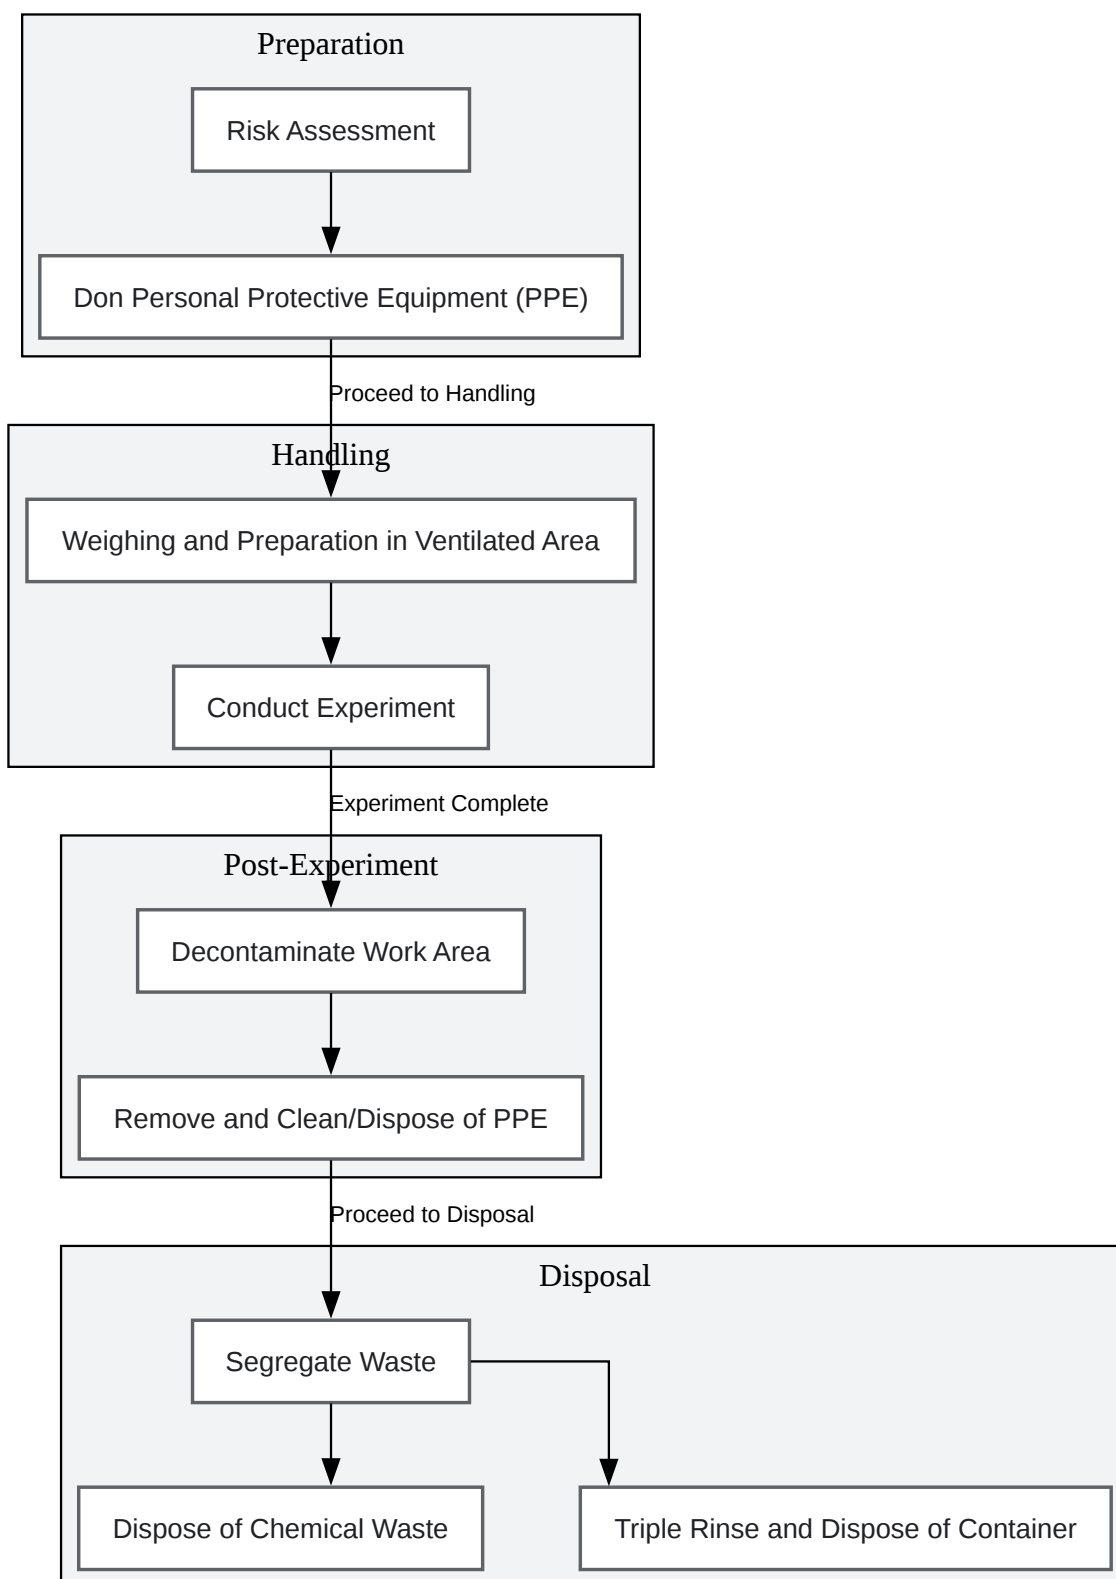 Preparation
Risk Assessment
Don Personal Protective Equipment (PPE)
Proceed to Handling
Handling
Weighing and Preparation in Ventilated Area
Conduct Experiment
Experiment Complete
Post-Experiment
Decontaminate Work Area
Remove and Clean/Dispose of PPE
Proceed to Disposal
Disposal
Segregate Waste
Dispose of Chemical Waste
Triple Rinse and Dispose of Container